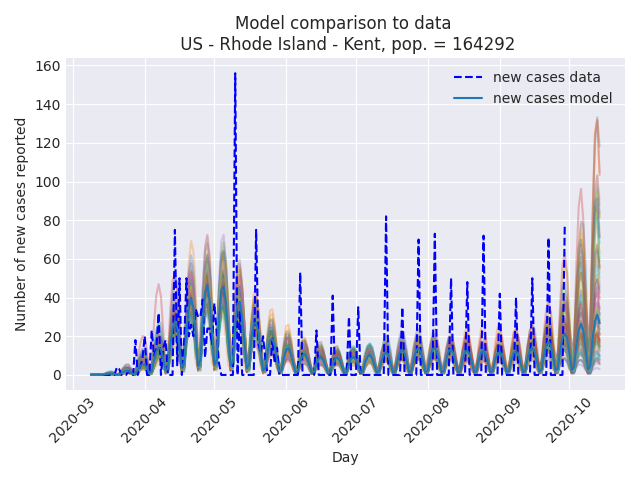 Model comparison to data
US - Rhode Island - Kent, pop. = 164292
160
140
120
100
80
60
40
20
0
Number of new cases reported
new cases data
new cases model
2020-03
2020-04
2020-05
2020-06
2020-07
2020-08
2020-09
2020-10
Day